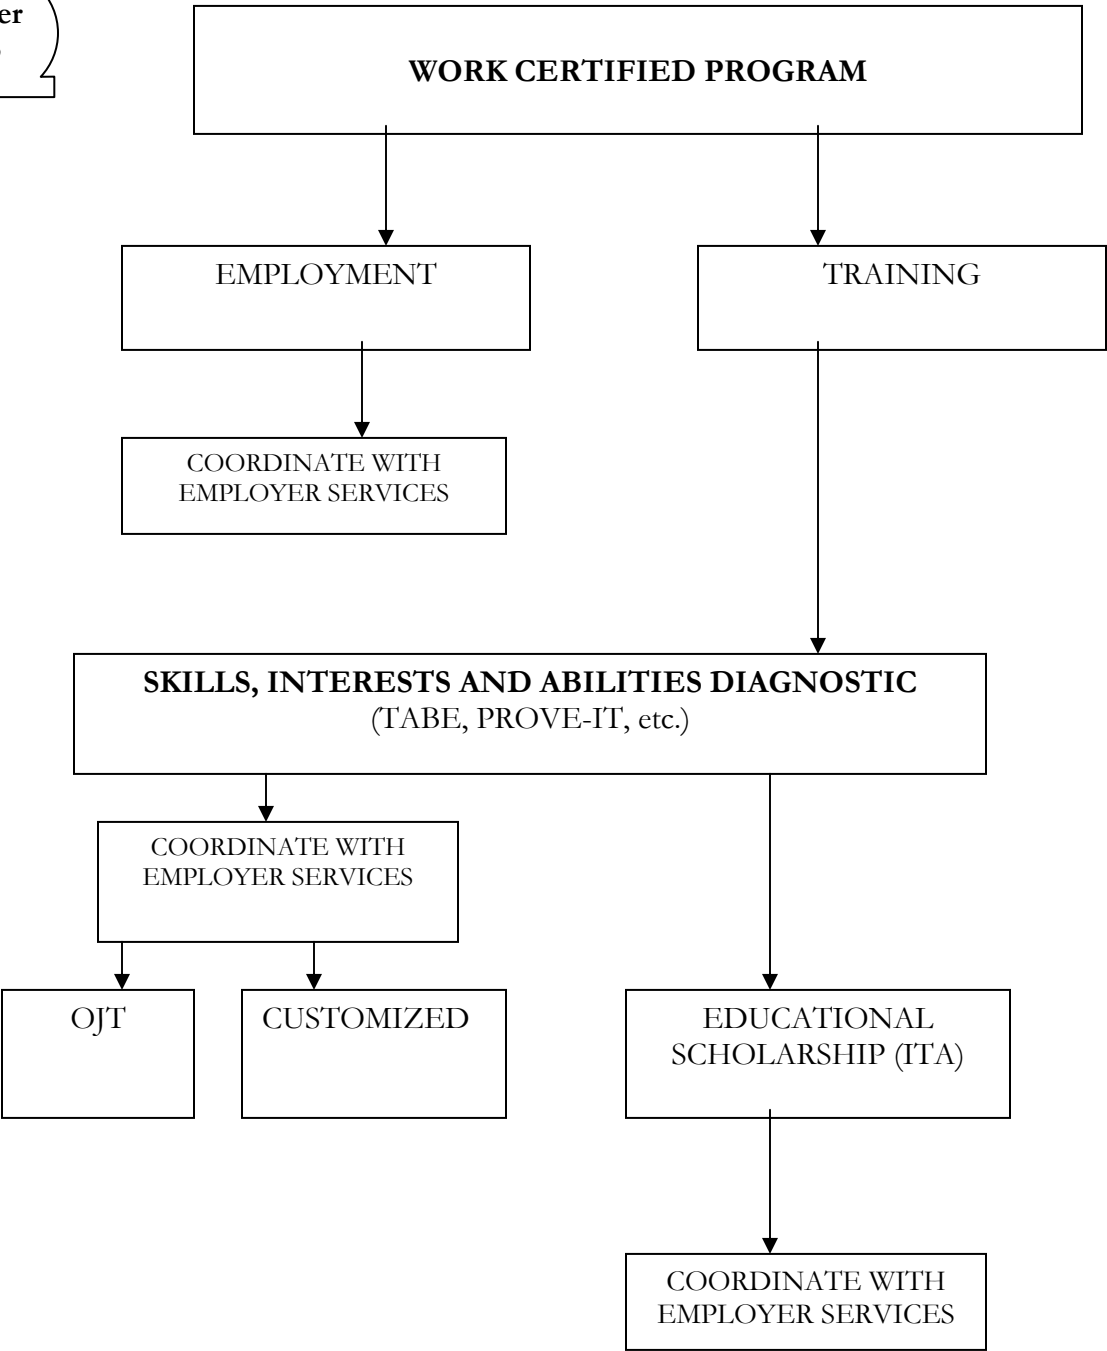 WORK CERTIFIED PROGRAM
EMPLOYMENT
TRAINING
COORDINATE WITH
EMPLOYER SERVICES
SKILLS, INTERESTS AND ABILITIES DIAGNOSTIC
(TABE, PROVE-IT, etc.)
COORDINATE WITH
EMPLOYER SERVICES
OJT
CUSTOMIZED
EDUCATIONAL
SCHOLARSHIP (ITA)
COORDINATE WITH
EMPLOYER SERVICES